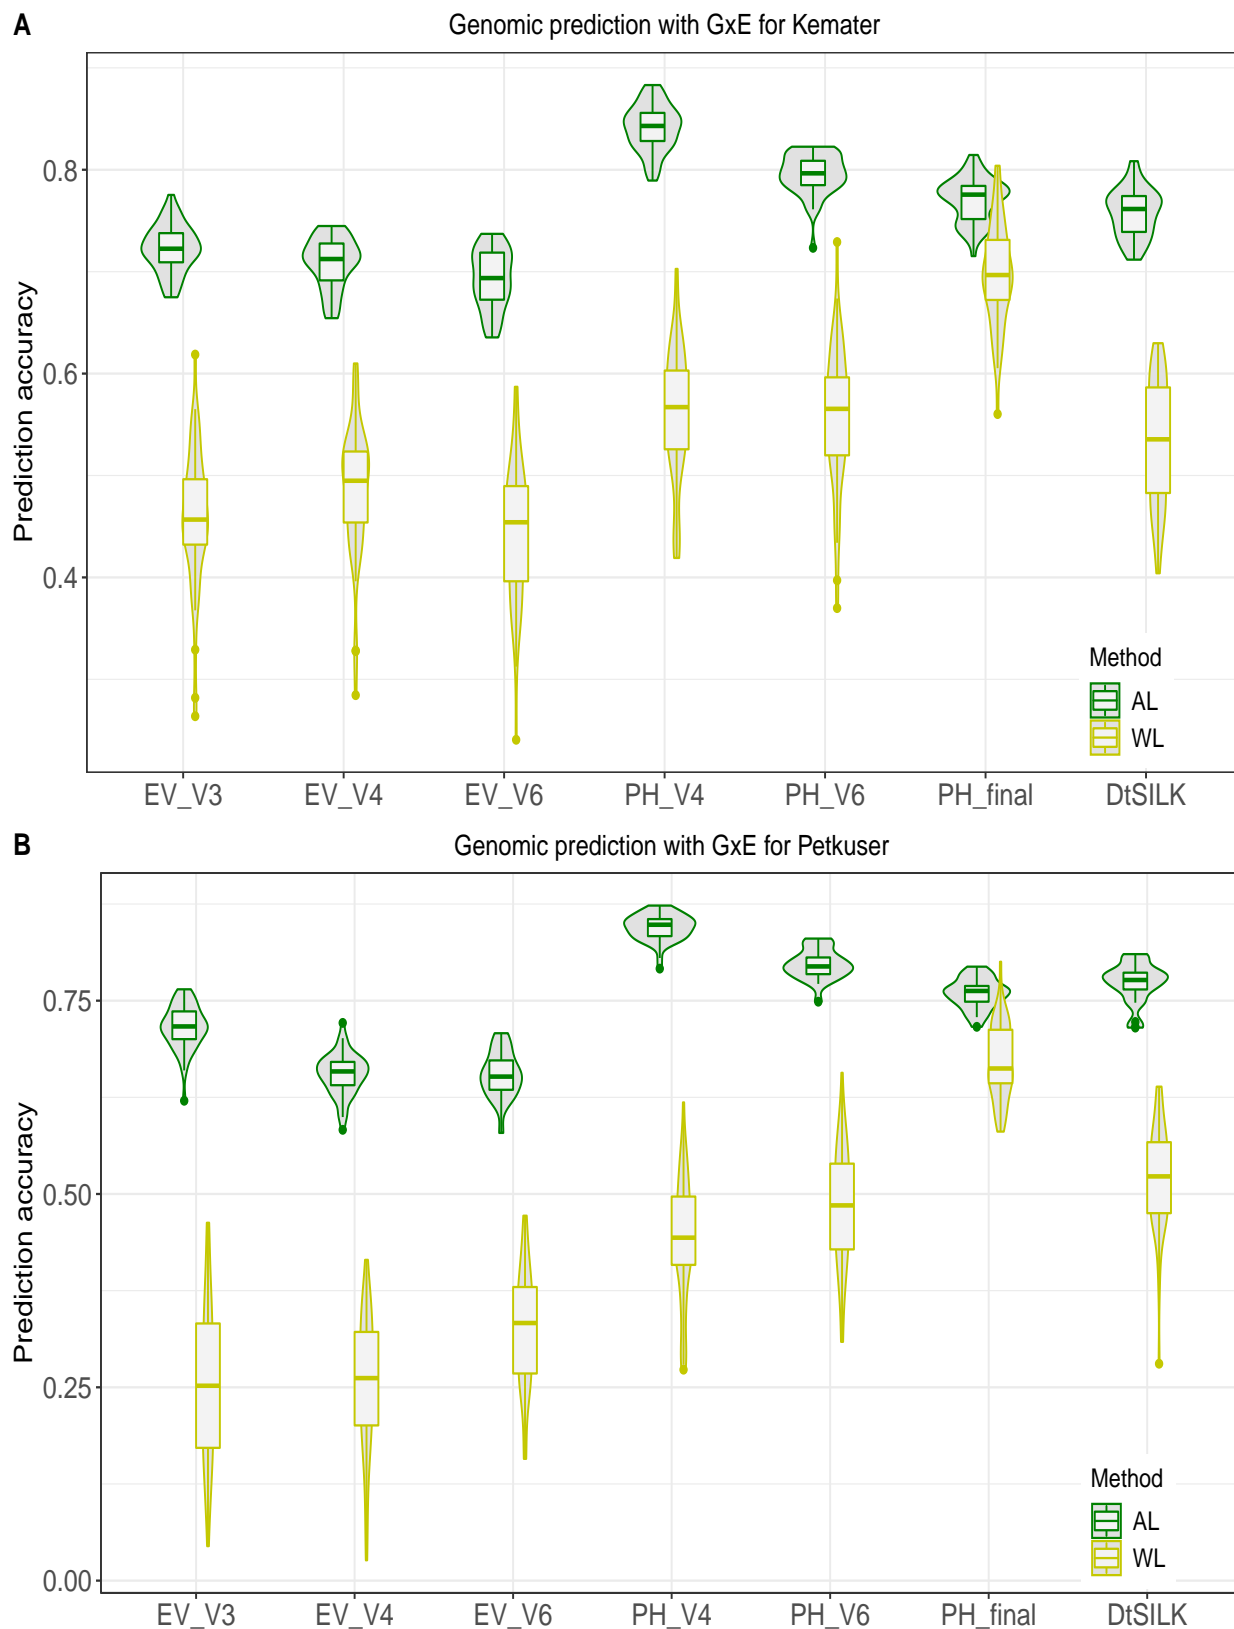 A
Genomic prediction with GxE for Kemater
Prediction accuracy
0.8
0.6
0.4
Method
AL
WL
EV_V3 EV_V4 EV_V6 PH_V4 PH_V6 PH_final DtSILK
B
Genomic prediction with GxE for Petkuser
Prediction accuracy
0.75
0.50
0.25
0.00
Method
AL
WL
EV_V3 EV_V4 EV_V6 PH_V4 PH_V6 PH_final DtSILK